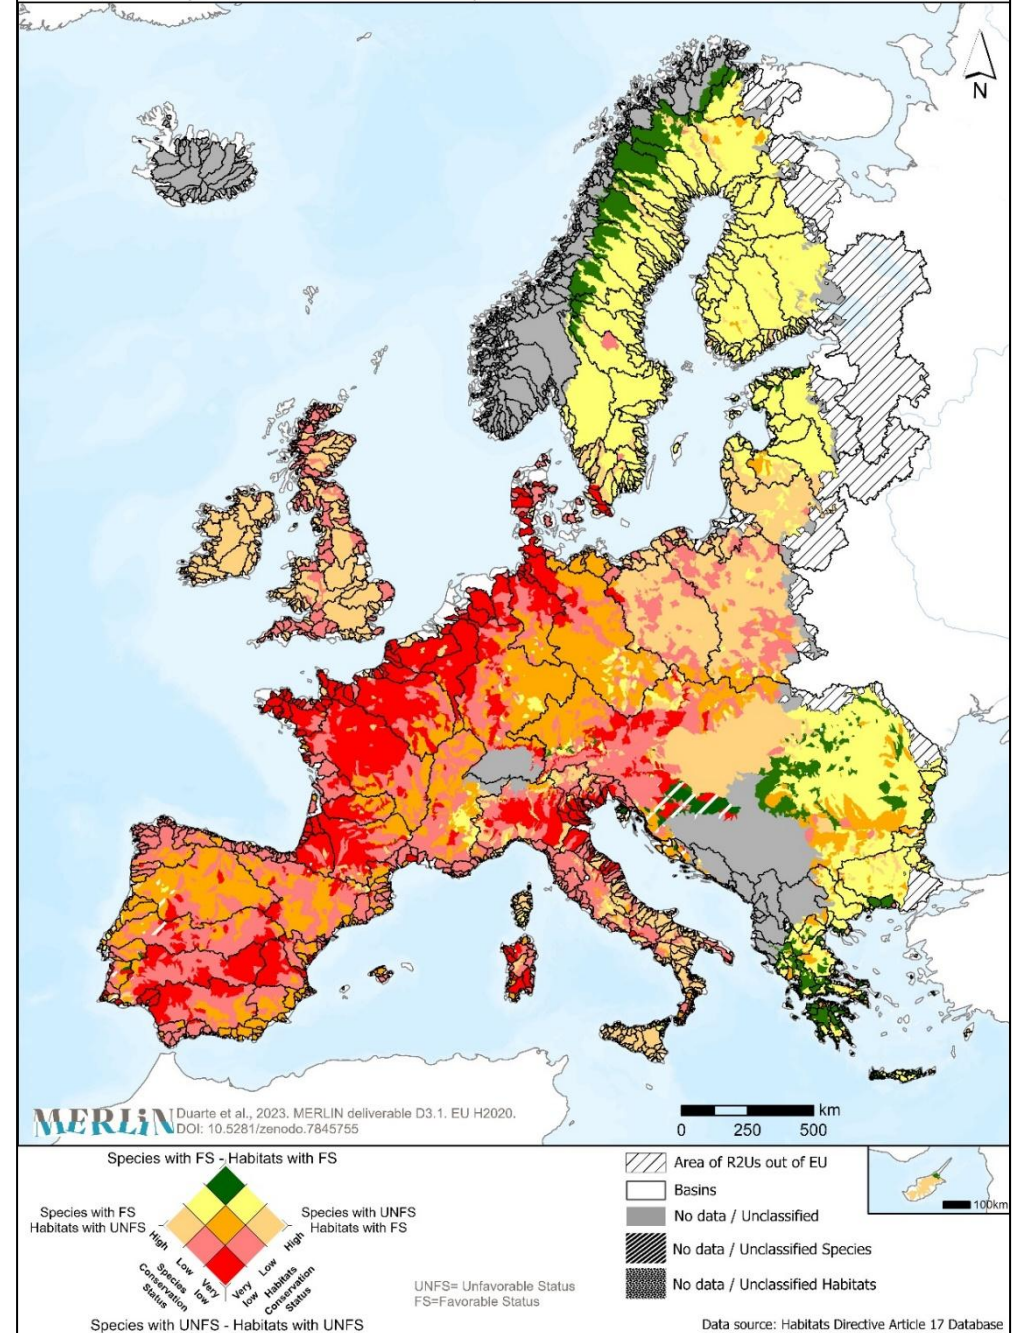 N
MERLiN
Duarte et al., 2023. MERLIN deliverable D3.1. EU H2020.
DOI: 10.5281/zenodo.7845755
km
0 250 500
Species with FS - Habitats with FS
Species with FS
Habitats with UNFS
Species with UNFS
Habitats with FS
High
Low
Very low
Species Conservation Status
High
Low
Very low
Habitats Conservation Status
Species with UNFS - Habitats with UNFS
UNFS= Unfavorable Status
FS=Favorable Status
Area of R2Us out of EU
Basins
No data / Unclassified
No data / Unclassified Species
No data / Unclassified Habitats
100km
Data source: Habitats Directive Article 17 Database